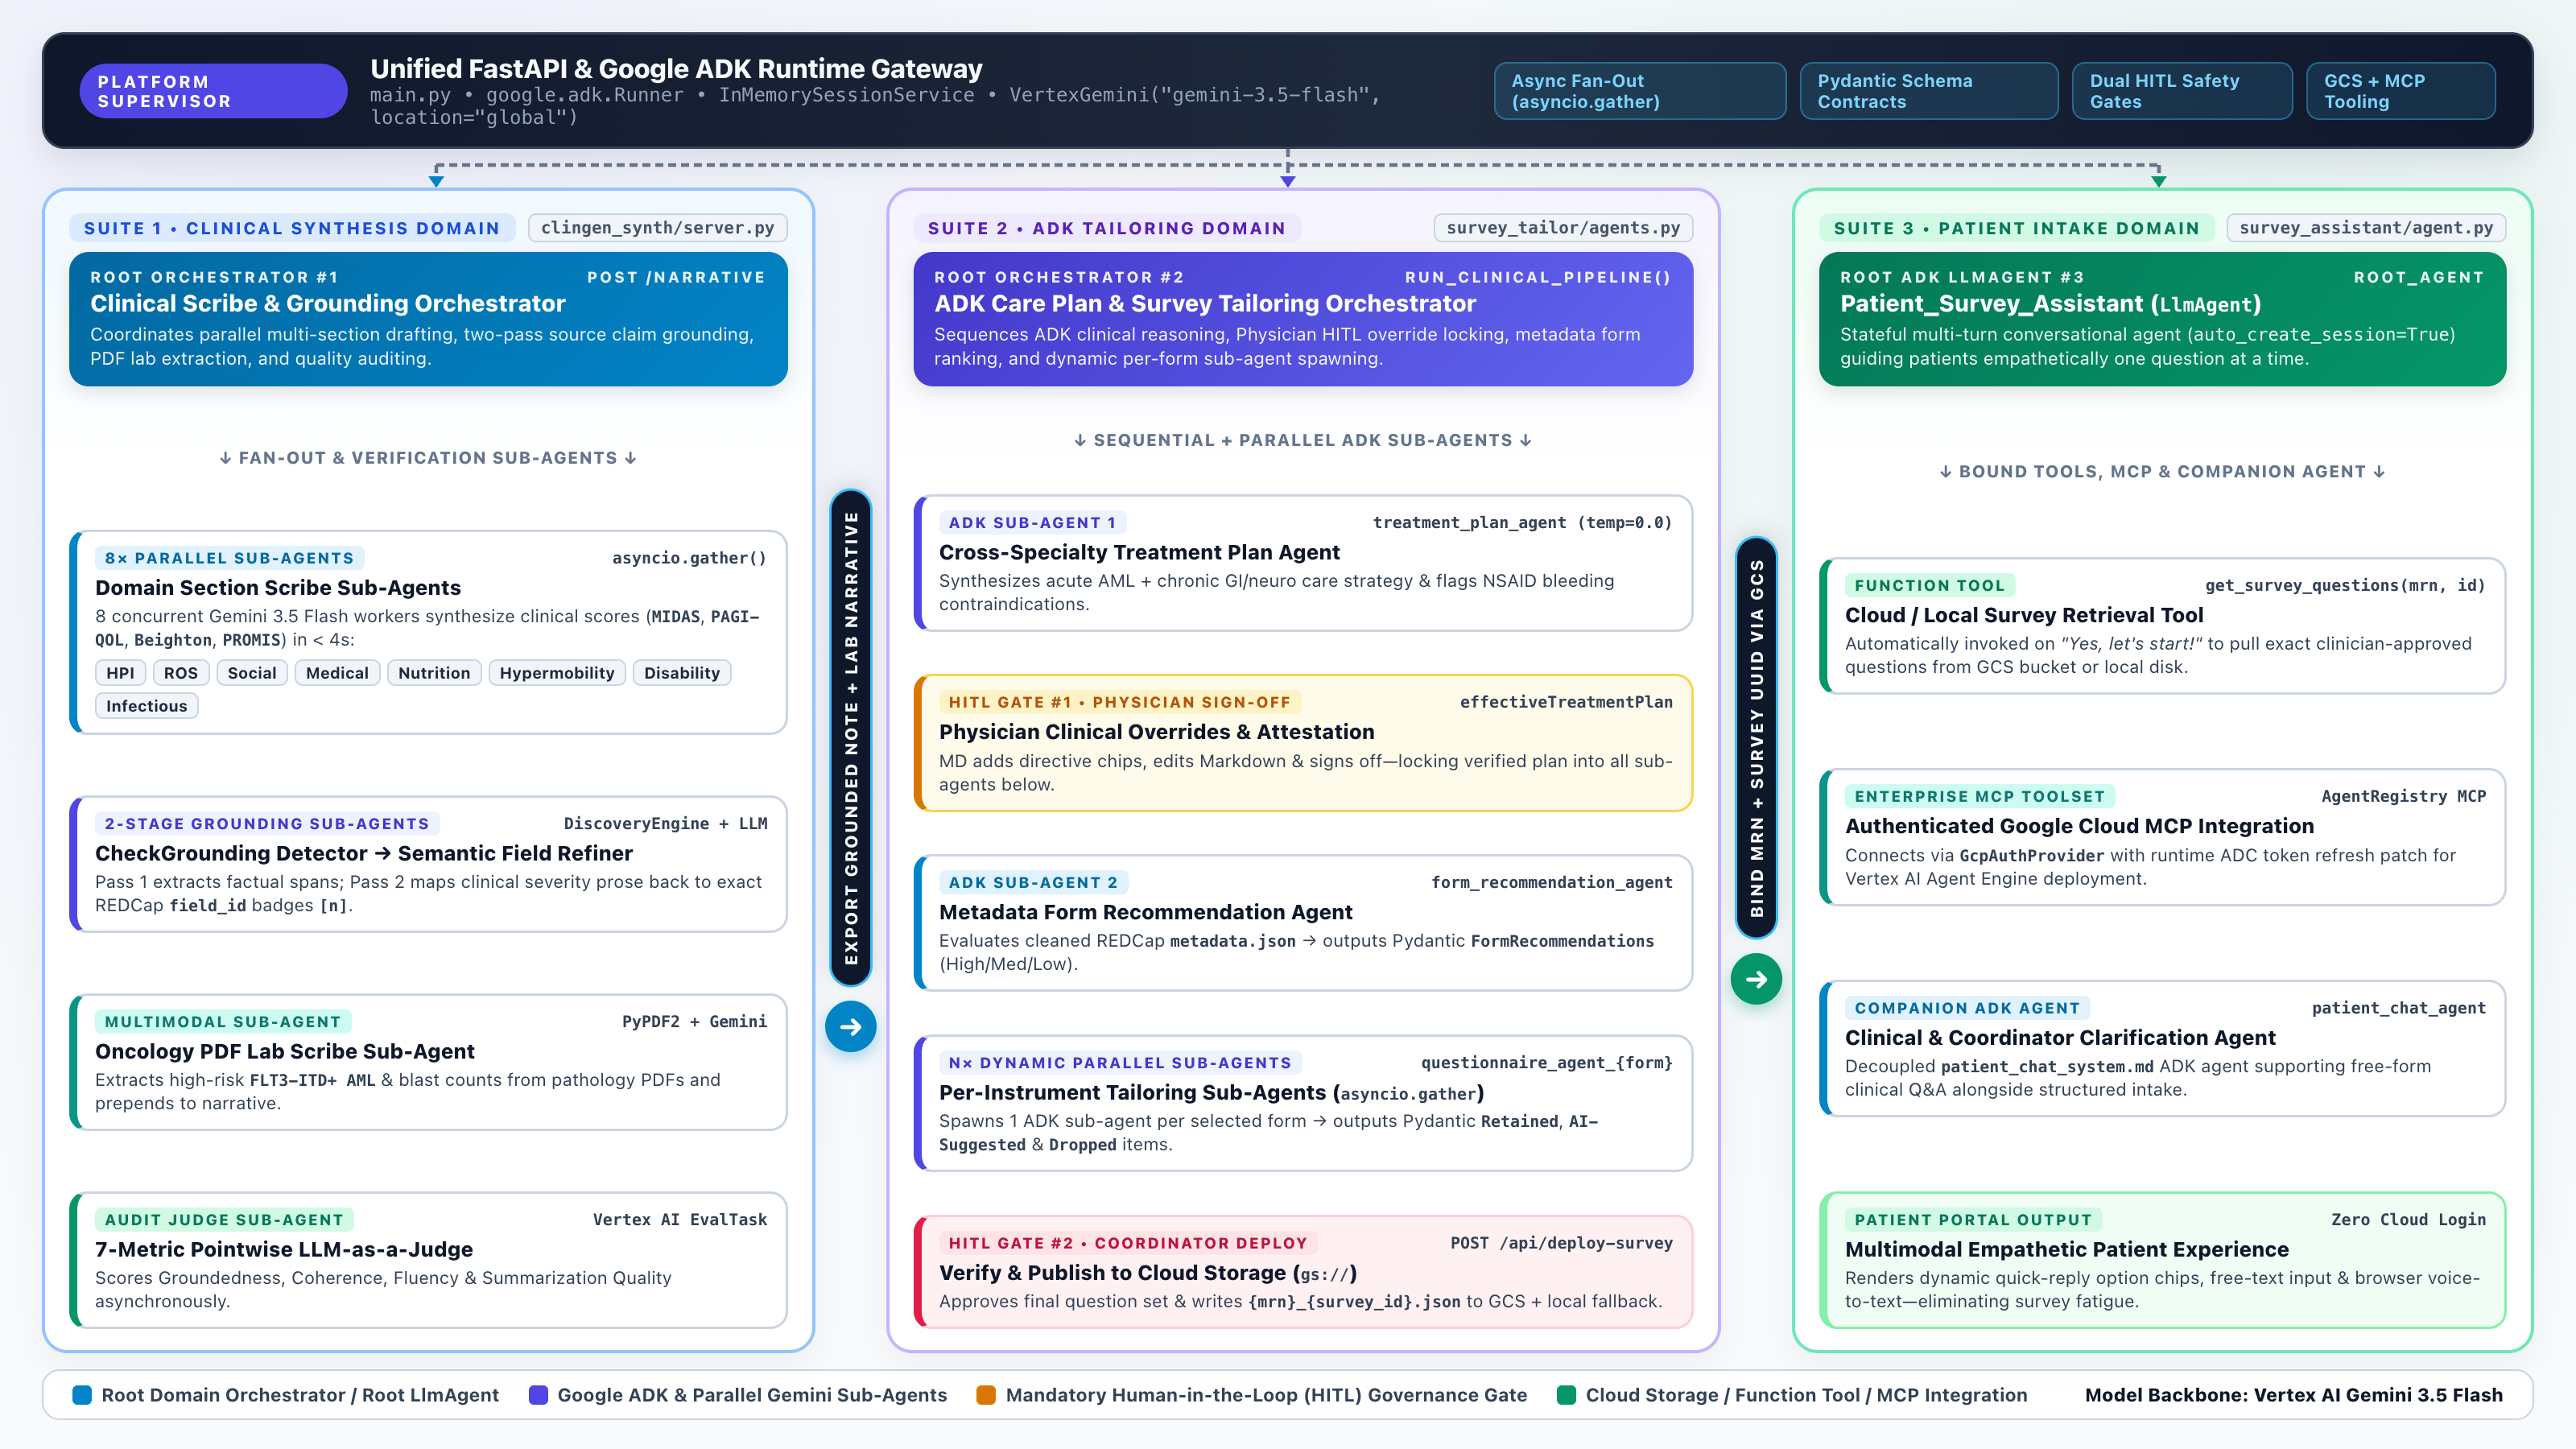 PLATFORM
SUPERVISOR
Unified FastAPI & Google ADK Runtime Gateway
main.py • google.adk.Runner • InMemorySessionService • VertexGemini("gemini-3.5-flash",
location="global")
Async Fan-Out
(asyncio.gather)
Pydantic Schema
Contracts
Dual HITL Safety
Gates
GCS + MCP
Tooling
SUITE 1 • CLINICAL SYNTHESIS DOMAIN
clingen_synth/server.py
ROOT ORCHESTRATOR #1
POST /NARRATIVE
Clinical Scribe & Grounding Orchestrator
Coordinates parallel multi-section drafting, two-pass source claim grounding,
PDF lab extraction, and quality auditing.
↓ FAN-OUT & VERIFICATION SUB-AGENTS ↓
8× PARALLEL SUB-AGENTS
asyncio.gather()
Domain Section Scribe Sub-Agents
8 concurrent Gemini 3.5 Flash workers synthesize clinical scores (MIDAS, PAGI-
QOL, Beighton, PROMIS) in < 4s:
HPI
ROS
Social
Medical
Nutrition
Hypermobility
Disability
Infectious
2-STAGE GROUNDING SUB-AGENTS
DiscoveryEngine + LLM
CheckGrounding Detector → Semantic Field Refiner
Pass 1 extracts factual spans; Pass 2 maps clinical severity prose back to exact
REDCap field_id badges [n].
MULTIMODAL SUB-AGENT
PyPDF2 + Gemini
Oncology PDF Lab Scribe Sub-Agent
Extracts high-risk FLT3-ITD+ AML & blast counts from pathology PDFs and
prepends to narrative.
AUDIT JUDGE SUB-AGENT
Vertex AI EvalTask
7-Metric Pointwise LLM-as-a-Judge
Scores Groundedness, Coherence, Fluency & Summarization Quality
asynchronously.
EXPORT GROUNDED NOTE + LAB NARRATIVE
→
SUITE 2 • ADK TAILORING DOMAIN
survey_tailor/agents.py
ROOT ORCHESTRATOR #2
RUN_CLINICAL_PIPELINE()
ADK Care Plan & Survey Tailoring Orchestrator
Sequences ADK clinical reasoning, Physician HITL override locking, metadata form
ranking, and dynamic per-form sub-agent spawning.
↓ SEQUENTIAL + PARALLEL ADK SUB-AGENTS ↓
ADK SUB-AGENT 1
treatment_plan_agent (temp=0.0)
Cross-Specialty Treatment Plan Agent
Synthesizes acute AML + chronic GI/neuro care strategy & flags NSAID bleeding
contraindications.
HITL GATE #1 • PHYSICIAN SIGN-OFF
effectiveTreatmentPlan
Physician Clinical Overrides & Attestation
MD adds directive chips, edits Markdown & signs off—locking verified plan into all sub-
agents below.
ADK SUB-AGENT 2
form_recommendation_agent
Metadata Form Recommendation Agent
Evaluates cleaned REDCap metadata.json → outputs Pydantic FormRecommendations
(High/Med/Low).
N× DYNAMIC PARALLEL SUB-AGENTS
questionnaire_agent_{form}
Per-Instrument Tailoring Sub-Agents (asyncio.gather)
Spawns 1 ADK sub-agent per selected form → outputs Pydantic Retained, AI-
Suggested & Dropped items.
HITL GATE #2 • COORDINATOR DEPLOY
POST /api/deploy-survey
Verify & Publish to Cloud Storage (gs://)
Approves final question set & writes {mrn}_{survey_id}.json to GCS + local fallback.
BIND MRN + SURVEY UUID VIA GCS
→
SUITE 3 • PATIENT INTAKE DOMAIN
survey_assistant/agent.py
ROOT ADK LLMAGENT #3
ROOT_AGENT
Patient_Survey_Assistant (LlmAgent)
Stateful multi-turn conversational agent (auto_create_session=True)
guiding patients empathetically one question at a time.
↓ BOUND TOOLS, MCP & COMPANION AGENT ↓
FUNCTION TOOL
get_survey_questions(mrn, id)
Cloud / Local Survey Retrieval Tool
Automatically invoked on "Yes, let's start!" to pull exact clinician-approved
questions from GCS bucket or local disk.
ENTERPRISE MCP TOOLSET
AgentRegistry MCP
Authenticated Google Cloud MCP Integration
Connects via GcpAuthProvider with runtime ADC token refresh patch for
Vertex AI Agent Engine deployment.
COMPANION ADK AGENT
patient_chat_agent
Clinical & Coordinator Clarification Agent
Decoupled patient_chat_system.md ADK agent supporting free-form
clinical Q&A alongside structured intake.
PATIENT PORTAL OUTPUT
Zero Cloud Login
Multimodal Empathetic Patient Experience
Renders dynamic quick-reply option chips, free-text input & browser voice-
to-text—eliminating survey fatigue.
Root Domain Orchestrator / Root LlmAgent
Google ADK & Parallel Gemini Sub-Agents
Mandatory Human-in-the-Loop (HITL) Governance Gate
Cloud Storage / Function Tool / MCP Integration
Model Backbone: Vertex AI Gemini 3.5 Flash